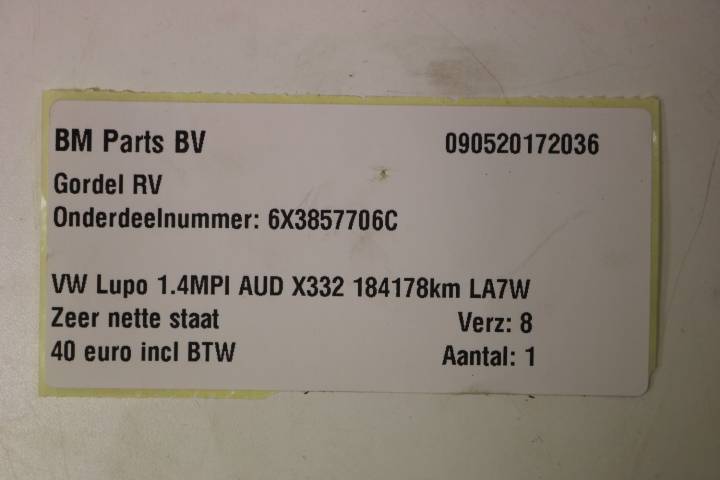 BM Parts BV 090520172036
Gordel RV
Onderdeelnummer: 6X3857706C
VW Lupo 1.4MPI AUD X332 184178km LA7W
Zeer nette staat Verz: 8
40 euro incl BTW Aantal: 1